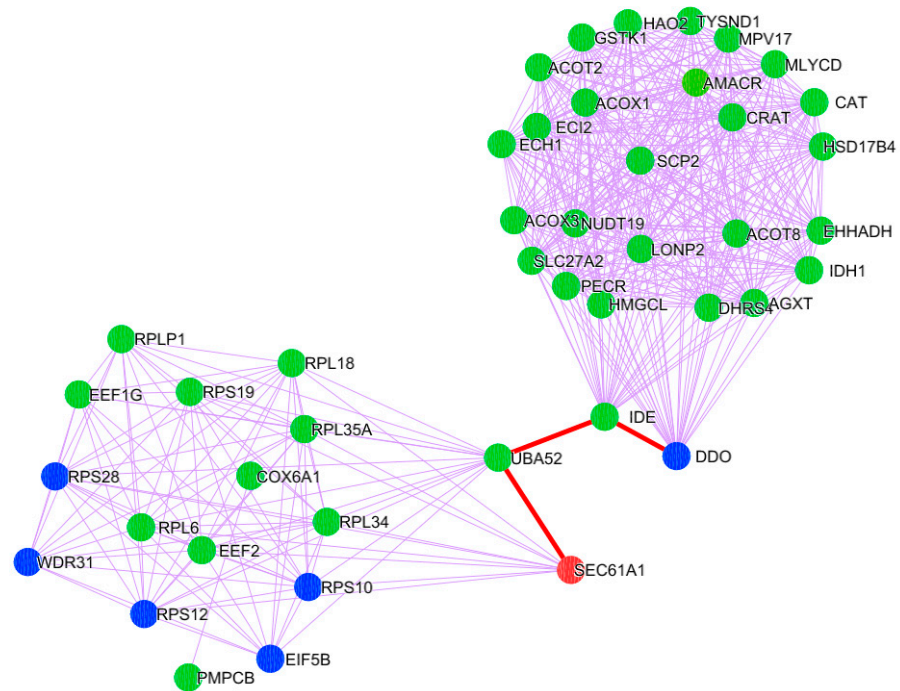 HAO2
TYSND1
GSTK1
MPV17
ACOT2
MLYCD
AMACR
ACOX1
CAT
CRAT
ECI2
ECH1
HSD17B4
SCP2
ACOX3
NUDT19
EHHADH
ACOT8
LONP2
SLC27A2
IDH1
PECR
HMGCL
DHRS4
AGXT
RPLP1
RPL18
EEF1G
RPS19
IDE
RPL35A
DDO
UBA52
RPS28
COX6A1
RPL34
RPL6
EEF2
WDR31
SEC61A1
RPS10
RPS12
EIF5B
PMPCB